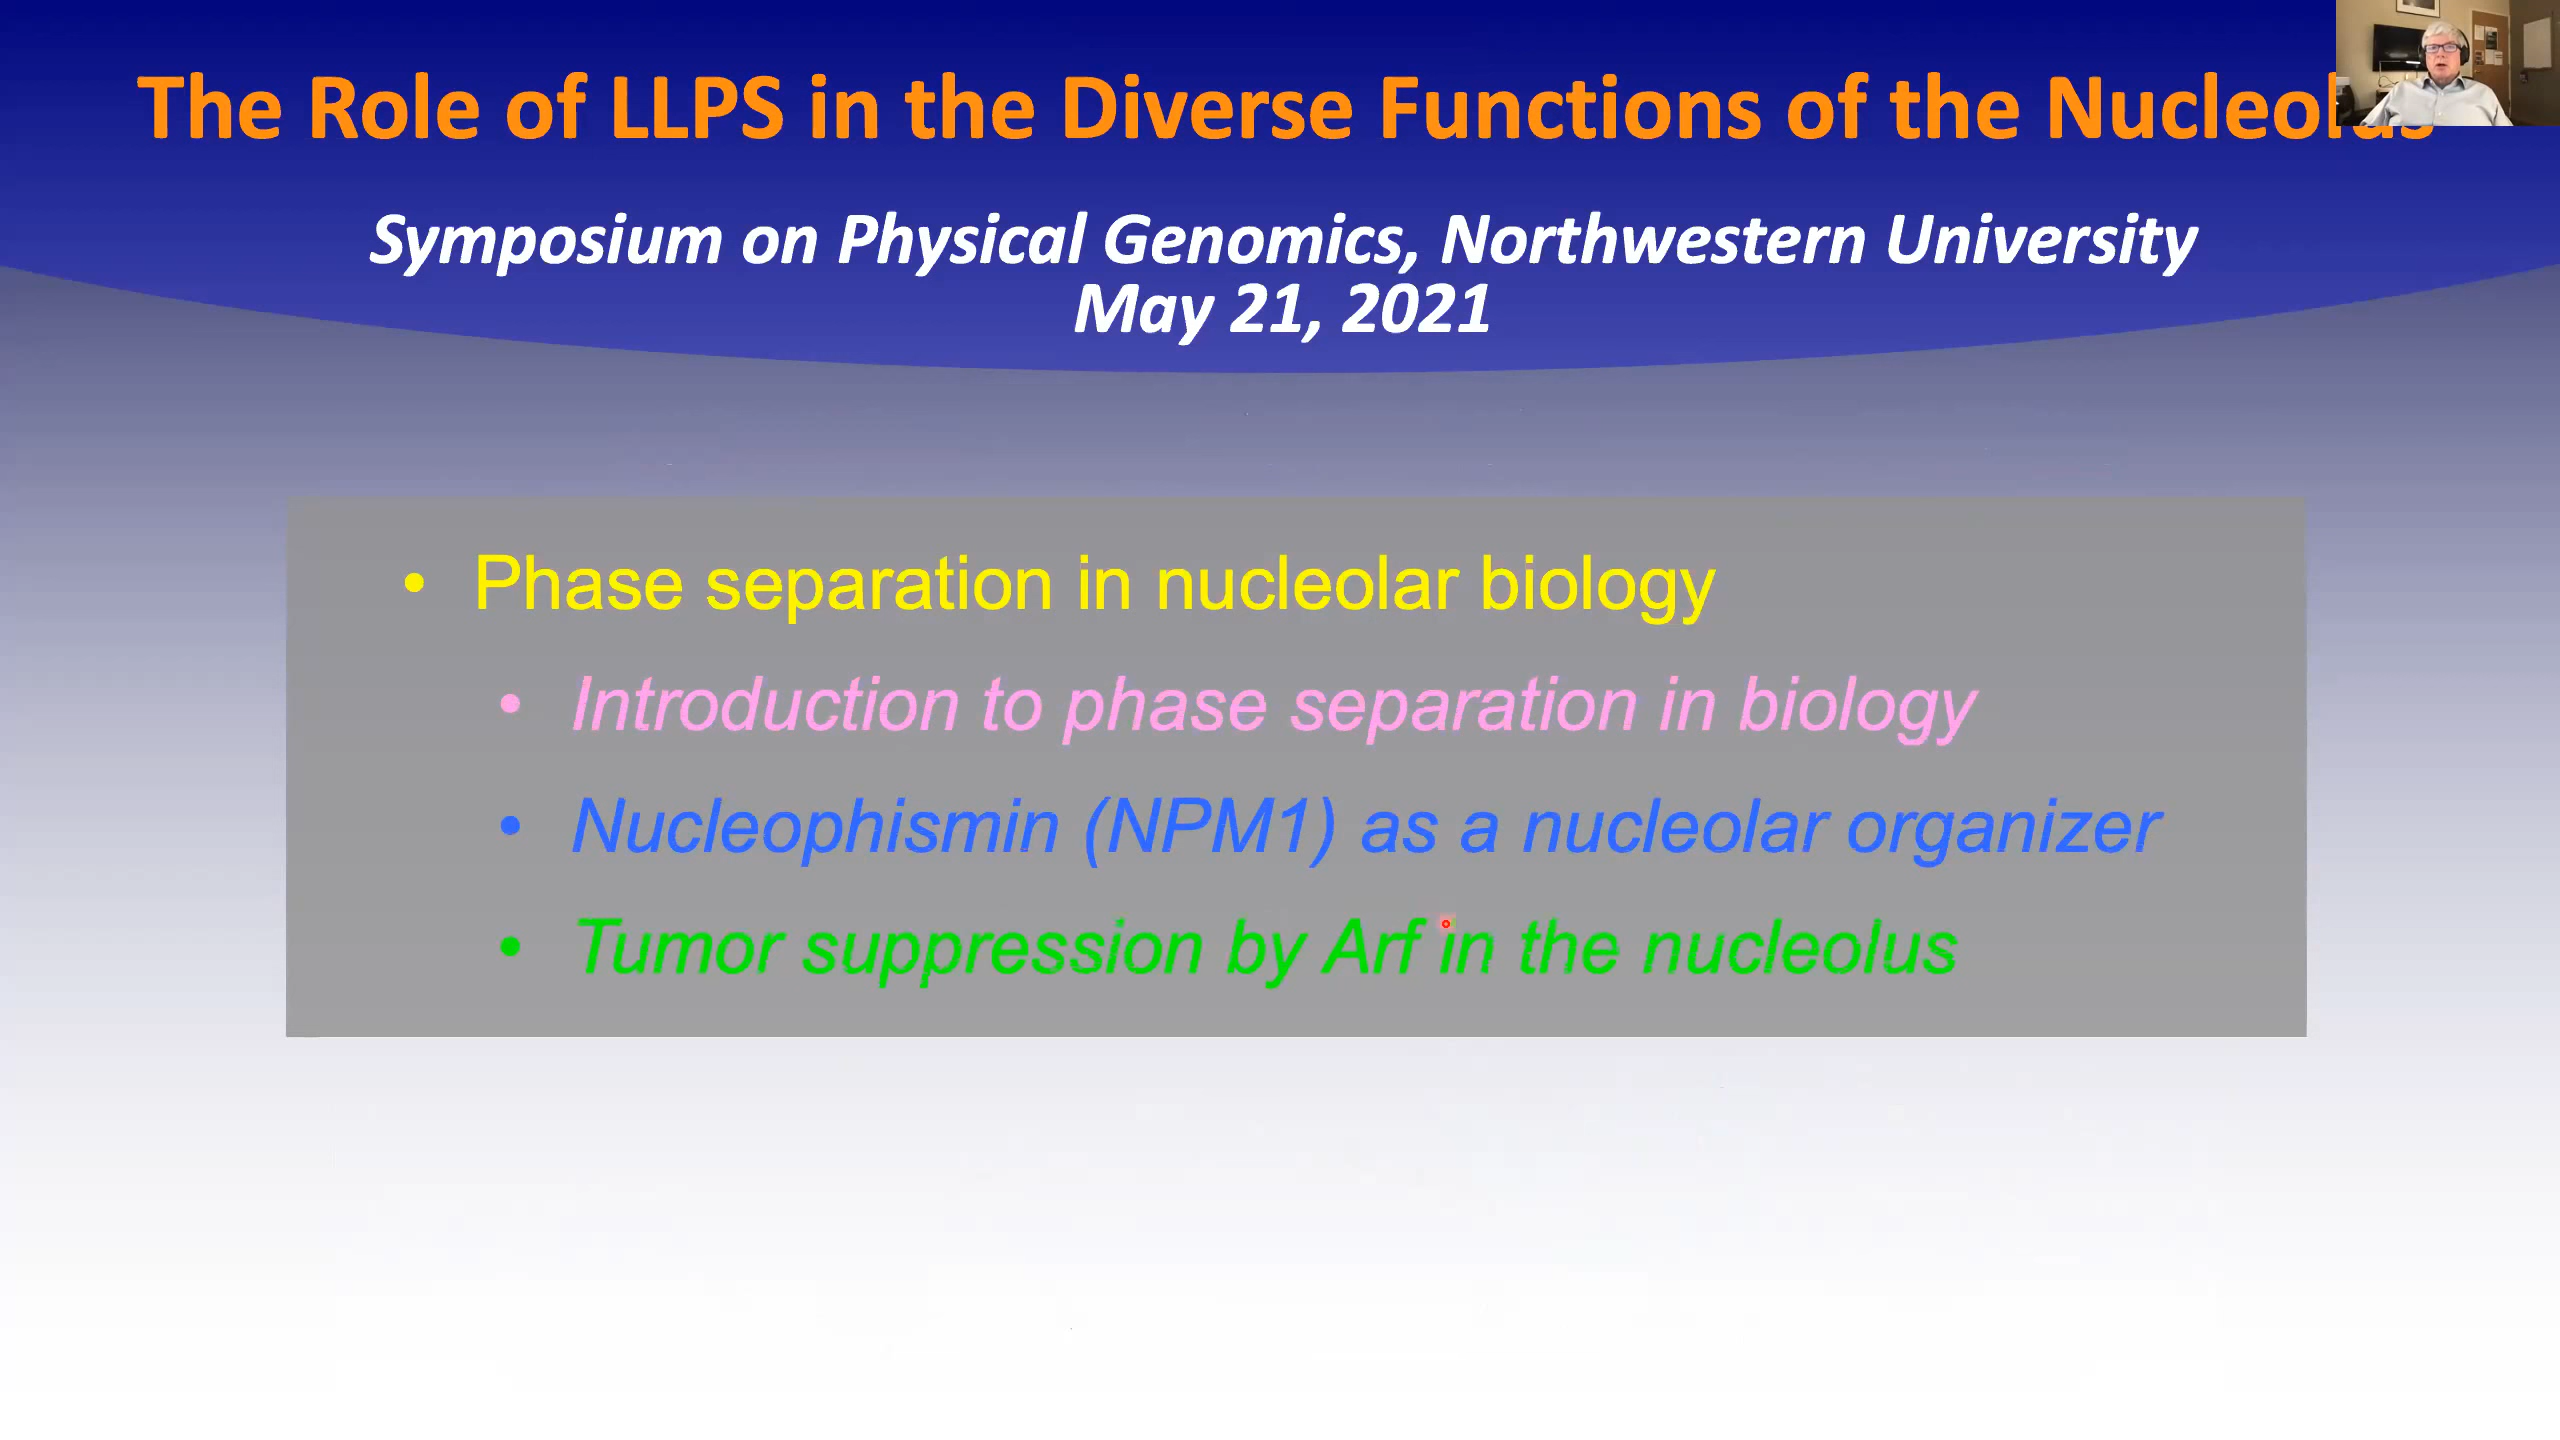 The Role of LLPS in the Diverse Functions of the Nucleolus
Symposium on Physical Genomics, Northwestern University
May 21, 2021
• Phase separation in nucleolar biology
• Introduction to phase separation in biology
• Nucleophismin (NPM1) as a nucleolar organizer
• Tumor suppression by Arf in the nucleolus